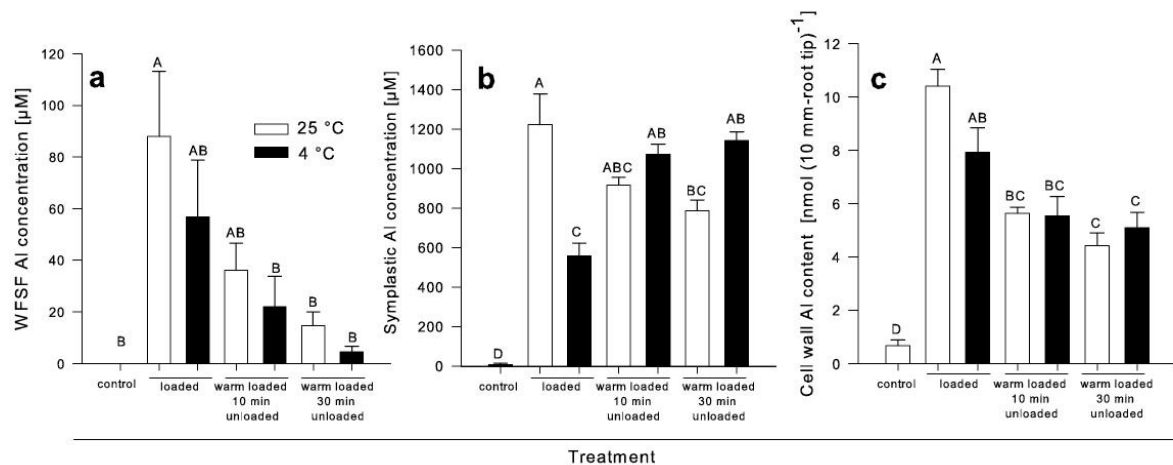 a
WFSF Al concentration [µM]
120
100
80
60
40
20
0
A
AB
AB
B
B
B
B
25 °C
4 °C
control
loaded
warm loaded
10 min
unloaded
warm loaded
30 min
unloaded
b
Symplastic Al concentration [µM]
1600
1400
1200
1000
800
600
400
200
0
D
A
C
ABC
AB
BC
AB
control
loaded
warm loaded
10 min
unloaded
warm loaded
30 min
unloaded
c
Cell wall Al content [nmol (10 mm-root tip)-1]
12
10
8
6
4
2
0
D
A
AB
BC
BC
C
C
control
loaded
warm loaded
10 min
unloaded
warm loaded
30 min
unloaded
Treatment